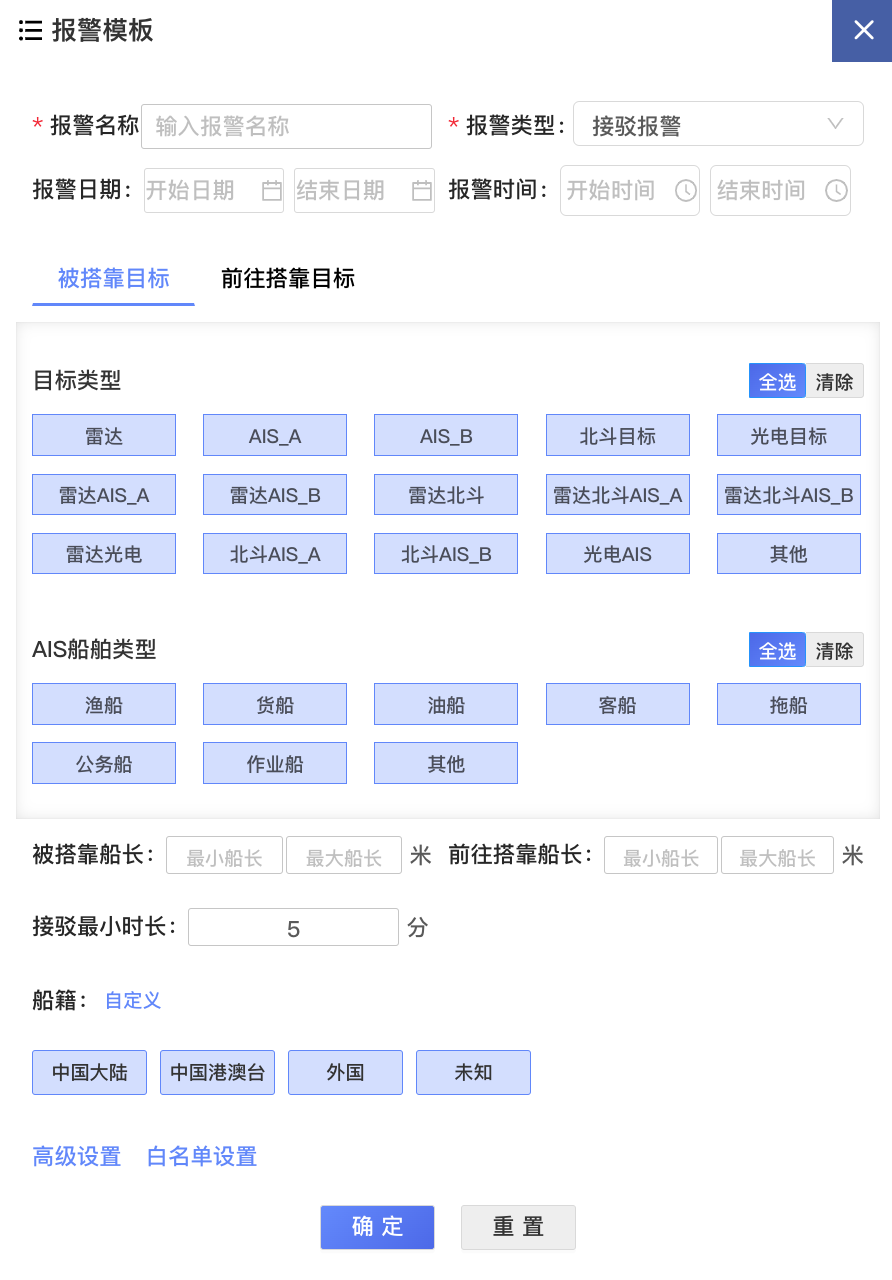 报警模板
* 报警名称 输入报警名称 * 报警类型： 接驳报警
报警日期： 开始日期 结束日期 报警时间： 开始时间 结束时间
被搭靠目标 前往搭靠目标
目标类型 全选 清除
雷达 AIS_A AIS_B 北斗目标 光电目标
雷达AIS_A 雷达AIS_B 雷达北斗 雷达北斗AIS_A 雷达北斗AIS_B
雷达光电 北斗AIS_A 北斗AIS_B 光电AIS 其他
AIS船舶类型 全选 清除
渔船 货船 油船 客船 拖船
公务船 作业船 其他
被搭靠船长： 最小船长 最大船长 米 前往搭靠船长： 最小船长 最大船长 米
接驳最小时长： 5 分
船籍： 自定义
中国大陆 中国港澳台 外国 未知
高级设置 白名单设置
确 定 重 置